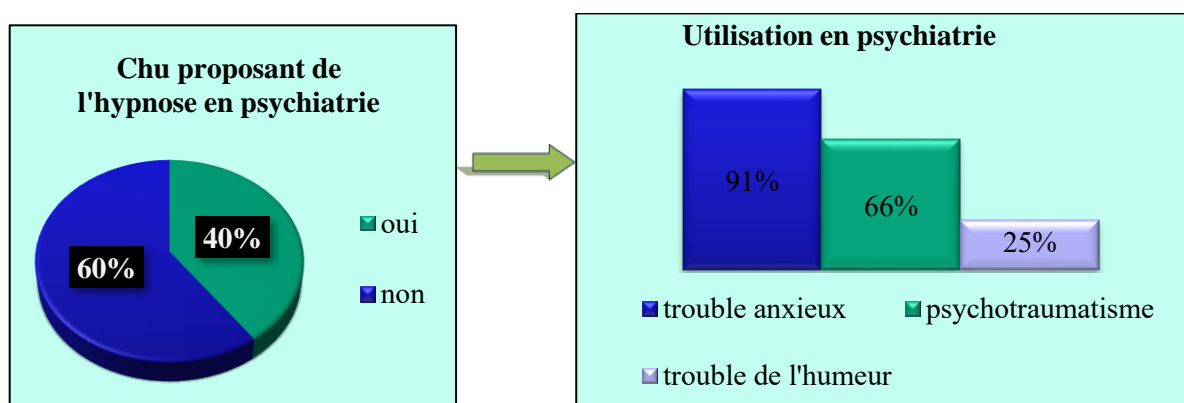 Chu proposant de
l'hypnose en psychiatrie
40%
60%
oui
non
Utilisation en psychiatrie
91%
66%
25%
trouble anxieux
psychotraumatisme
trouble de l'humeur